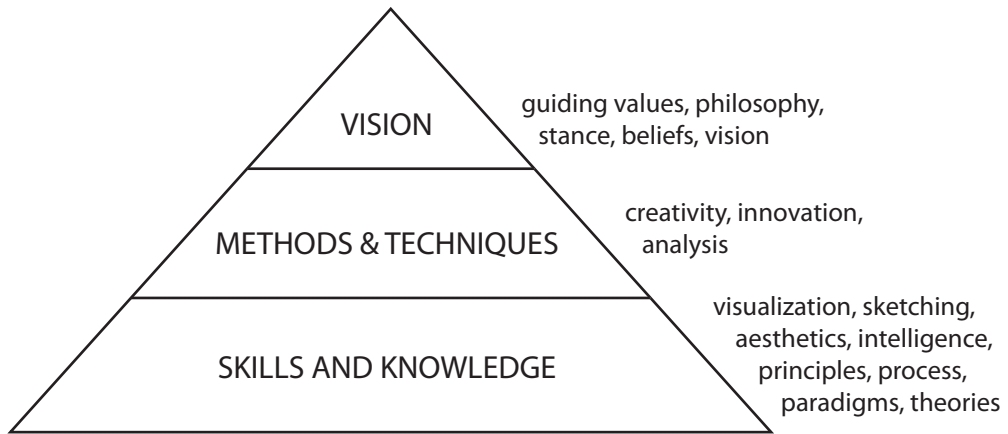 VISION
guiding values, philosophy,
stance, beliefs, vision
METHODS & TECHNIQUES
creativity, innovation,
analysis
SKILLS AND KNOWLEDGE
visualization, sketching,
aesthetics, intelligence,
principles, process,
paradigms, theories